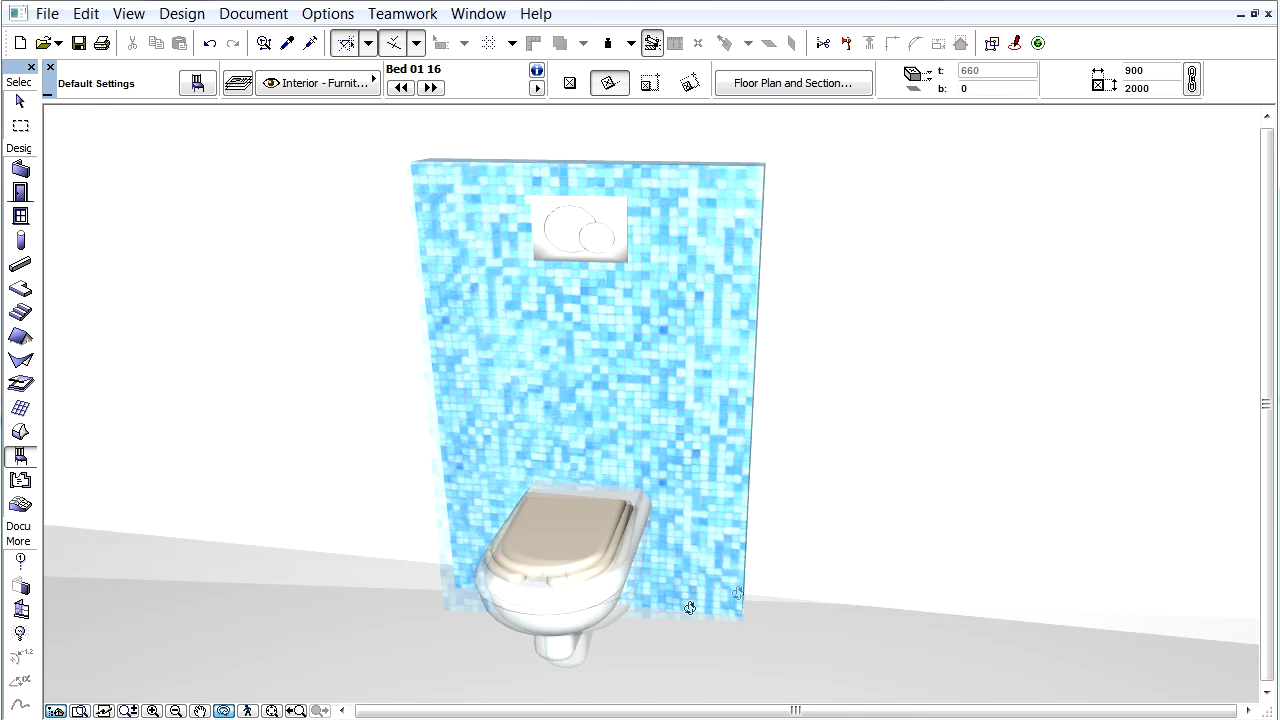 File Edit View Design Document Options Teamwork Window Help
Selec
Default Settings
Interior - Furnit...
Bed 01 16
Floor Plan and Section...
t: 660
b: 0
900
2000
Desig
Docu
More